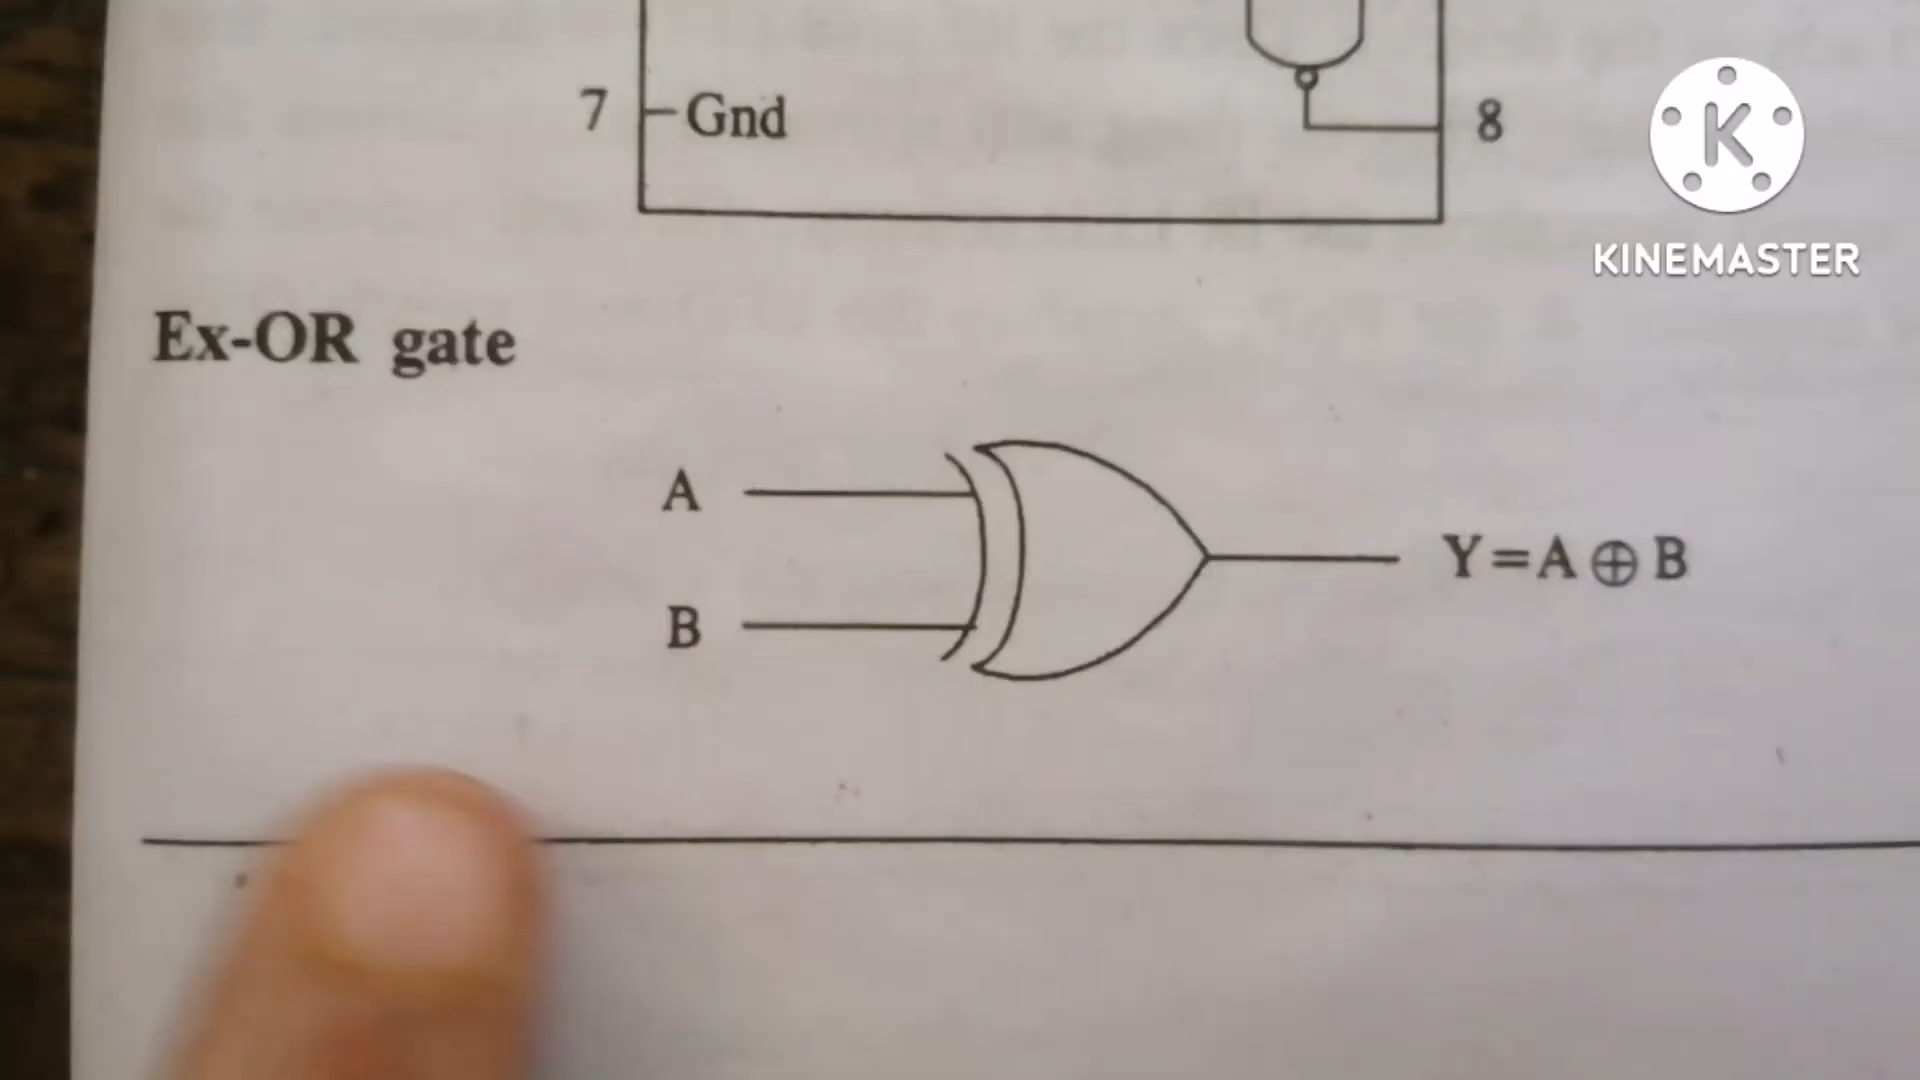 7 Gnd 8
K
KINEMASTER
Ex-OR gate
A
Y=A⊕B
B